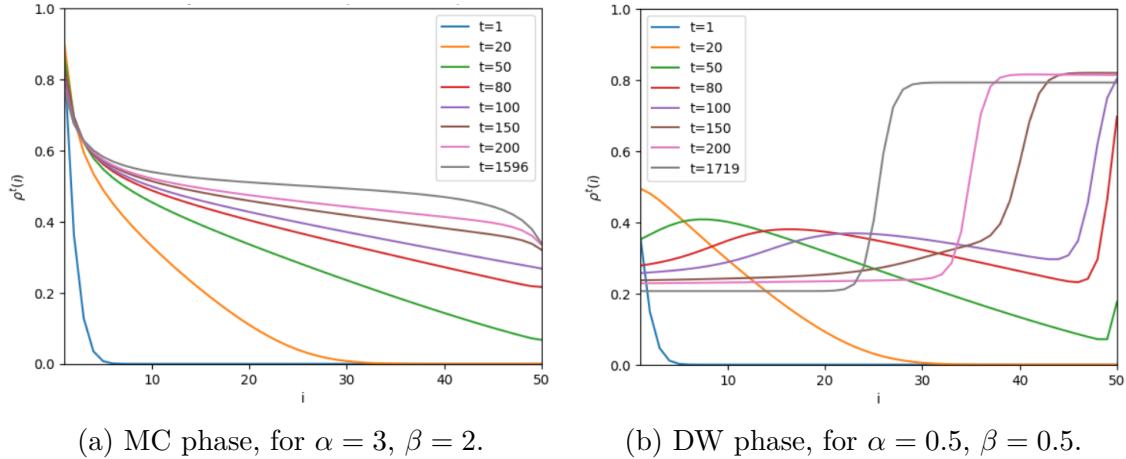 1.0
0.8
0.6
0.4
0.2
0.0
ρᵗ(i)
10 20 30 40 50
i
t=1
t=20
t=50
t=80
t=100
t=150
t=200
t=1596
1.0
0.8
0.6
0.4
0.2
0.0
ρᵗ(i)
10 20 30 40 50
i
t=1
t=20
t=50
t=80
t=100
t=150
t=200
t=1719
(a) MC phase, for α = 3, β = 2.
(b) DW phase, for α = 0.5, β = 0.5.